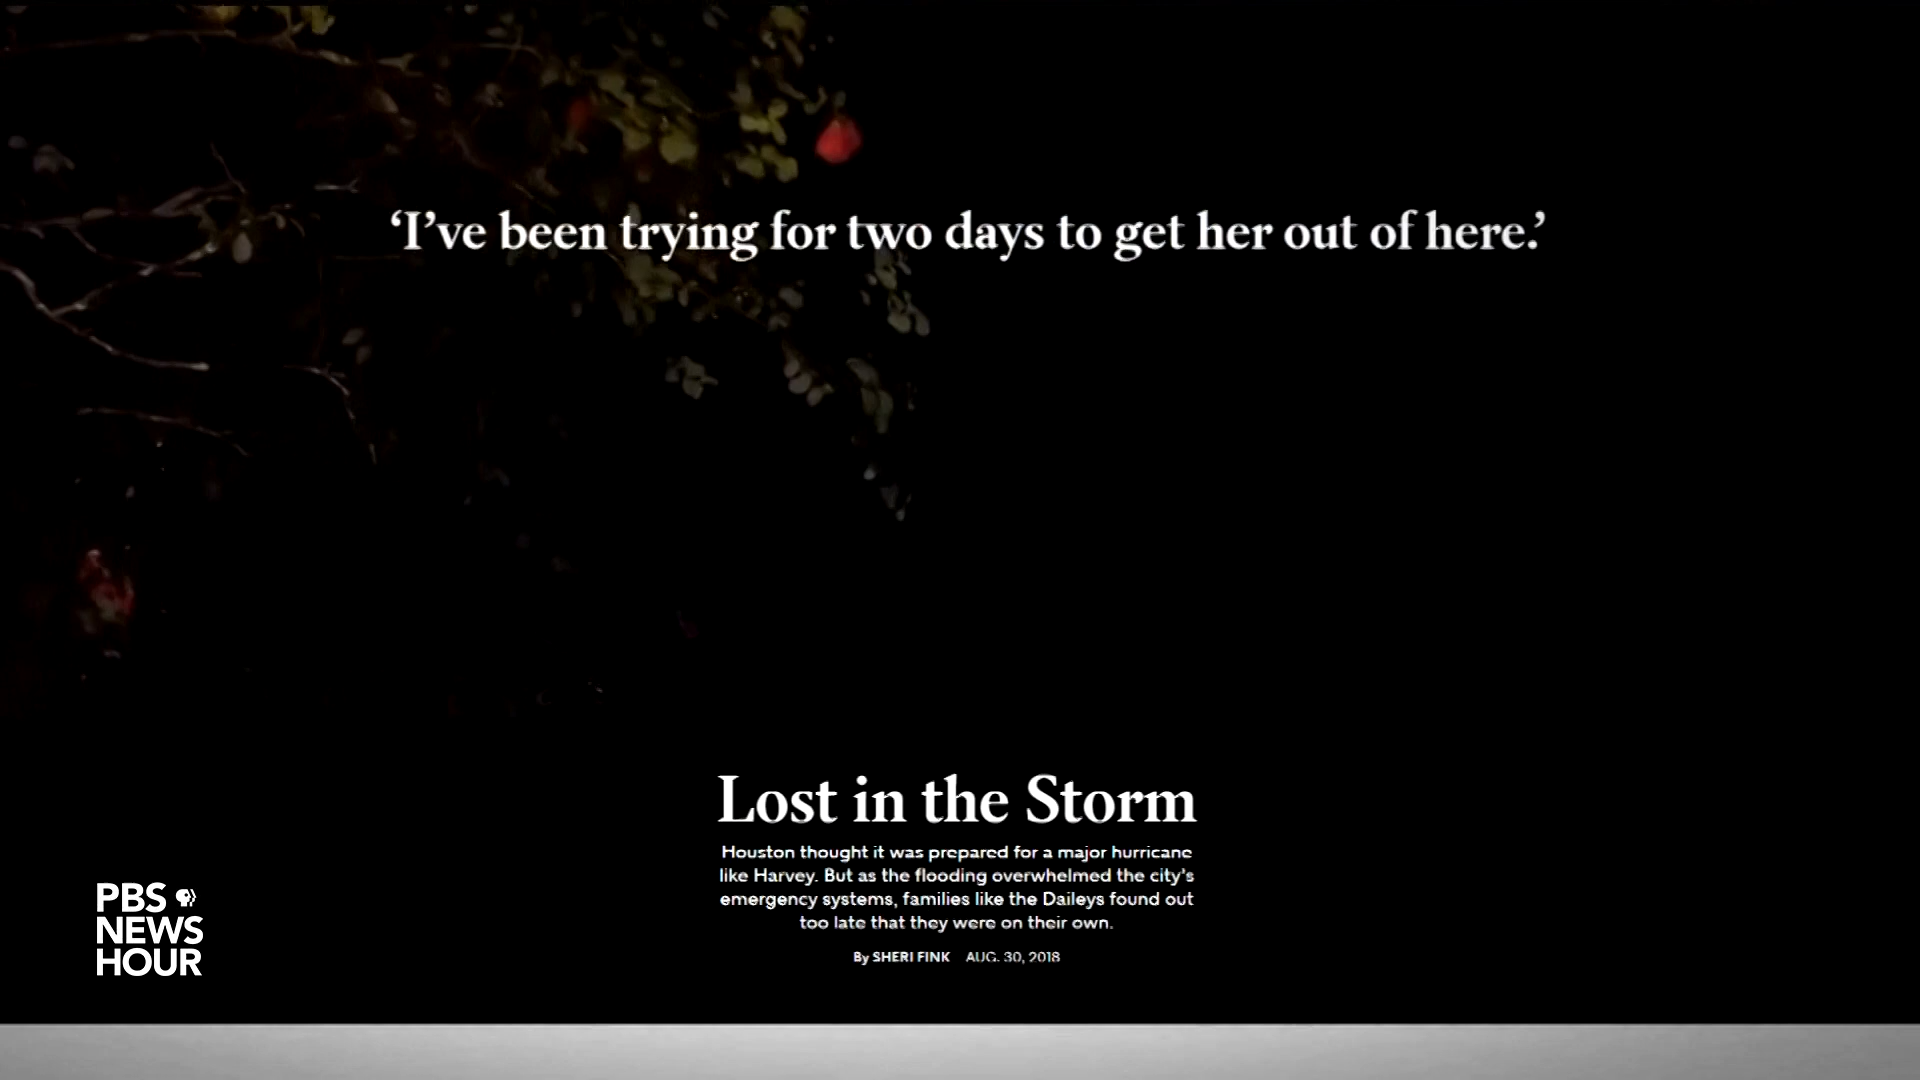 ‘I’ve been trying for two days to get her out of here.’
Lost in the Storm
Houston thought it was prepared for a major hurricane
like Harvey. But as the flooding overwhelmed the city's
emergency systems, families like the Daileys found out
too late that they were on their own.
By SHERI FINK AUG. 30, 2018
PBS
NEWS
HOUR